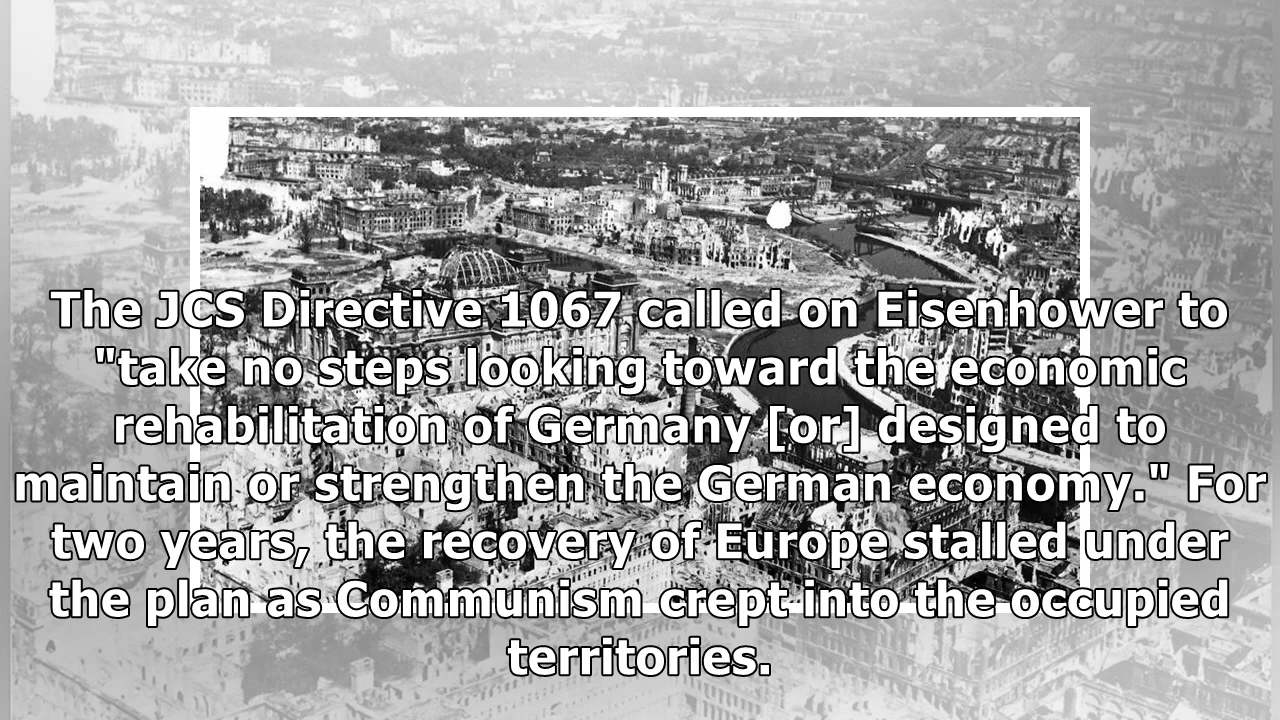 The JCS Directive 1067 called on Eisenhower to
"take no steps looking toward the economic
rehabilitation of Germany [or] designed to
maintain or strengthen the German economy." For
two years, the recovery of Europe stalled under
the plan as Communism crept into the occupied
territories.